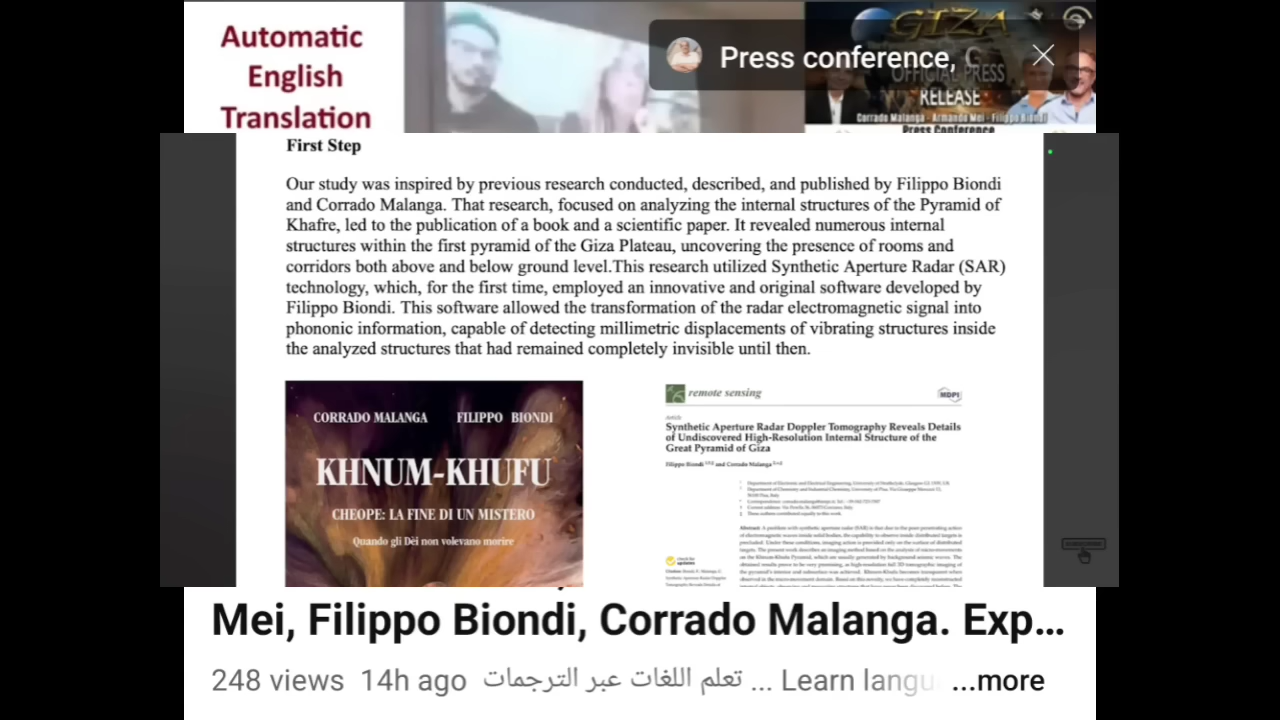 Automatic
English
Translation
Press conference,
GIZA
OFFICIAL PRESS
RELEASE
Corrado Malanga - Armando Mei - Filippo Biondi
Press Conference
First Step
Our study was inspired by previous research conducted, described, and published by Filippo Biondi
and Corrado Malanga. That research, focused on analyzing the internal structures of the Pyramid of
Khafre, led to the publication of a book and a scientific paper. It revealed numerous internal
structures within the first pyramid of the Giza Plateau, uncovering the presence of rooms and
corridors both above and below ground level.This research utilized Synthetic Aperture Radar (SAR)
technology, which, for the first time, employed an innovative and original software developed by
Filippo Biondi. This software allowed the transformation of the radar electromagnetic signal into
phononic information, capable of detecting millimetric displacements of vibrating structures inside
the analyzed structures that had remained completely invisible until then.
CORRADO MALANGA FILIPPO BIONDI
KHNUM-KHUFU
CHEOPE: LA FINE DI UN MISTERO
Quando gli Dèi non volevano morire
remote sensing
MDPI
Article
Synthetic Aperture Radar Doppler Tomography Reveals Details
of Undiscovered High-Resolution Internal Structure of the
Great Pyramid of Giza
Filippo Biondi and Corrado Malanga
Mei, Filippo Biondi, Corrado Malanga. Exp...
248 views 14h ago تعلم اللغات عبر الترجمات ... Learn langu ...more